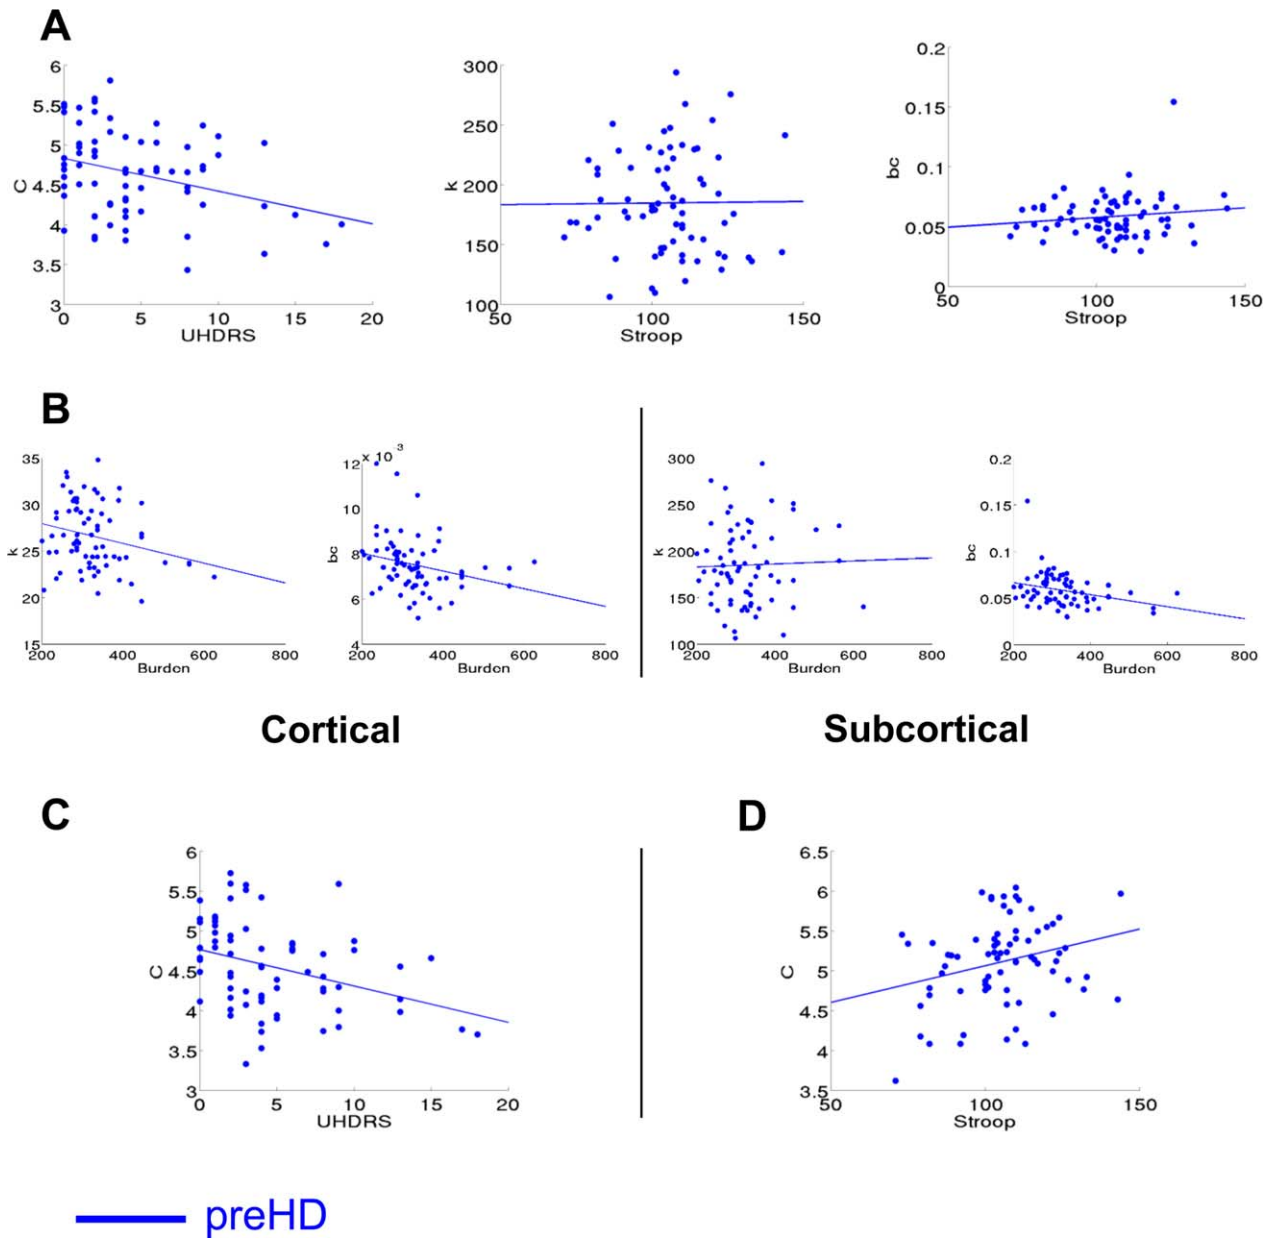 A
6
5.5
5
4.5
4
3.5
3
C
0 5 10 15 20
UHDRS
300
250
200
150
100
k
50 100 150
Stroop
0.2
0.15
0.1
0.05
0
bc
50 100 150
Stroop
B
35
30
25
20
15
k
200 400 600 800
Burden
12 x 10 -3
10
8
6
4
bc
200 400 600 800
Burden
300
250
200
150
100
k
200 400 600 800
Burden
0.2
0.15
0.1
0.05
0
bc
200 400 600 800
Burden
Cortical
Subcortical
C
6
5.5
5
4.5
4
3.5
3
C
0 5 10 15 20
UHDRS
D
6.5
6
5.5
5
4.5
4
3.5
C
50 100 150
Stroop
preHD